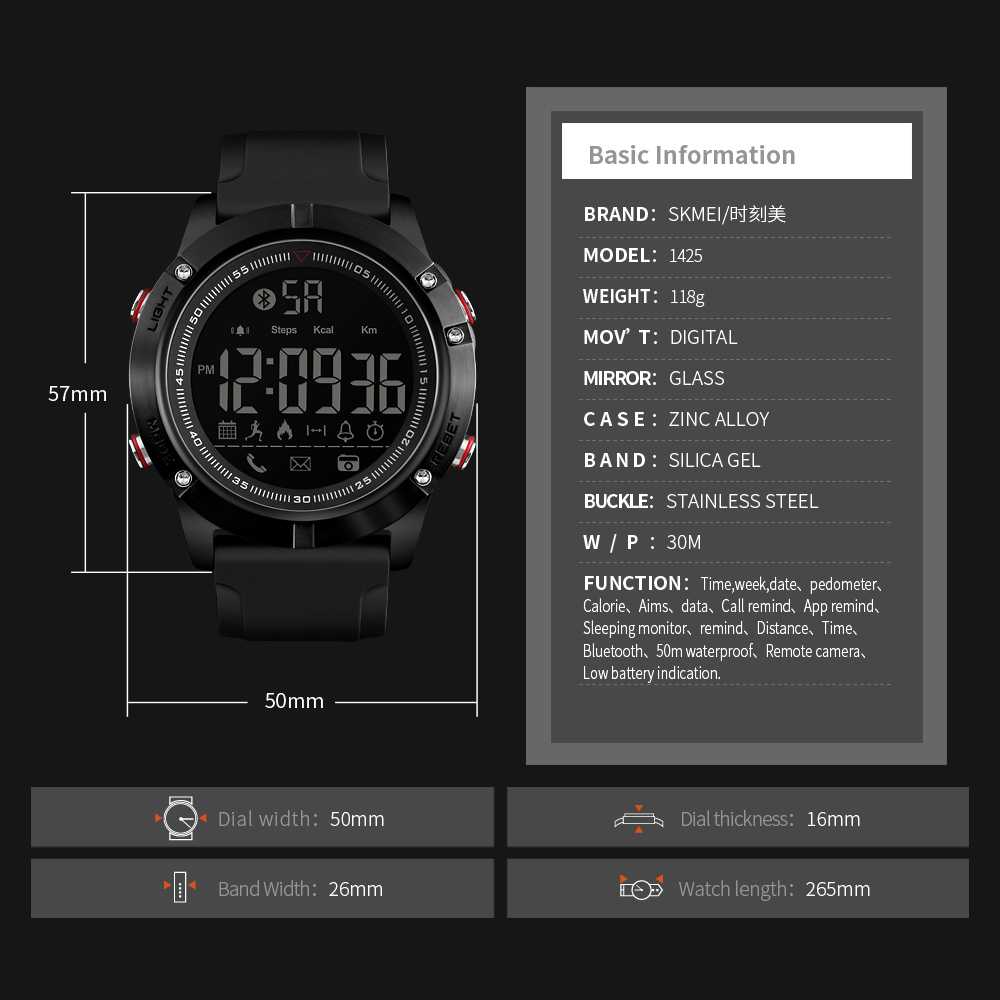 Basic Information
BRAND: SKMEI/时刻美
MODEL: 1425
WEIGHT: 118g
MOV'T: DIGITAL
MIRROR: GLASS
CASE: ZINC ALLOY
BAND: SILICA GEL
BUCKLE: STAINLESS STEEL
W/P: 30M
FUNCTION: Time,week,date、pedometer、
Calorie、Aims、data、Call remind、App remind、
Sleeping monitor、remind、Distance、Time、
Bluetooth、50m waterproof、Remote camera、
Low battery indication.
57mm
50mm
LIGHT
MODE
REBET
55
05
50
10
45
15
40
20
35
30
25
SA
Steps Kcal Km
PM 12:09 36
Dial width: 50mm
Dial thickness: 16mm
Band Width: 26mm
Watch length: 265mm